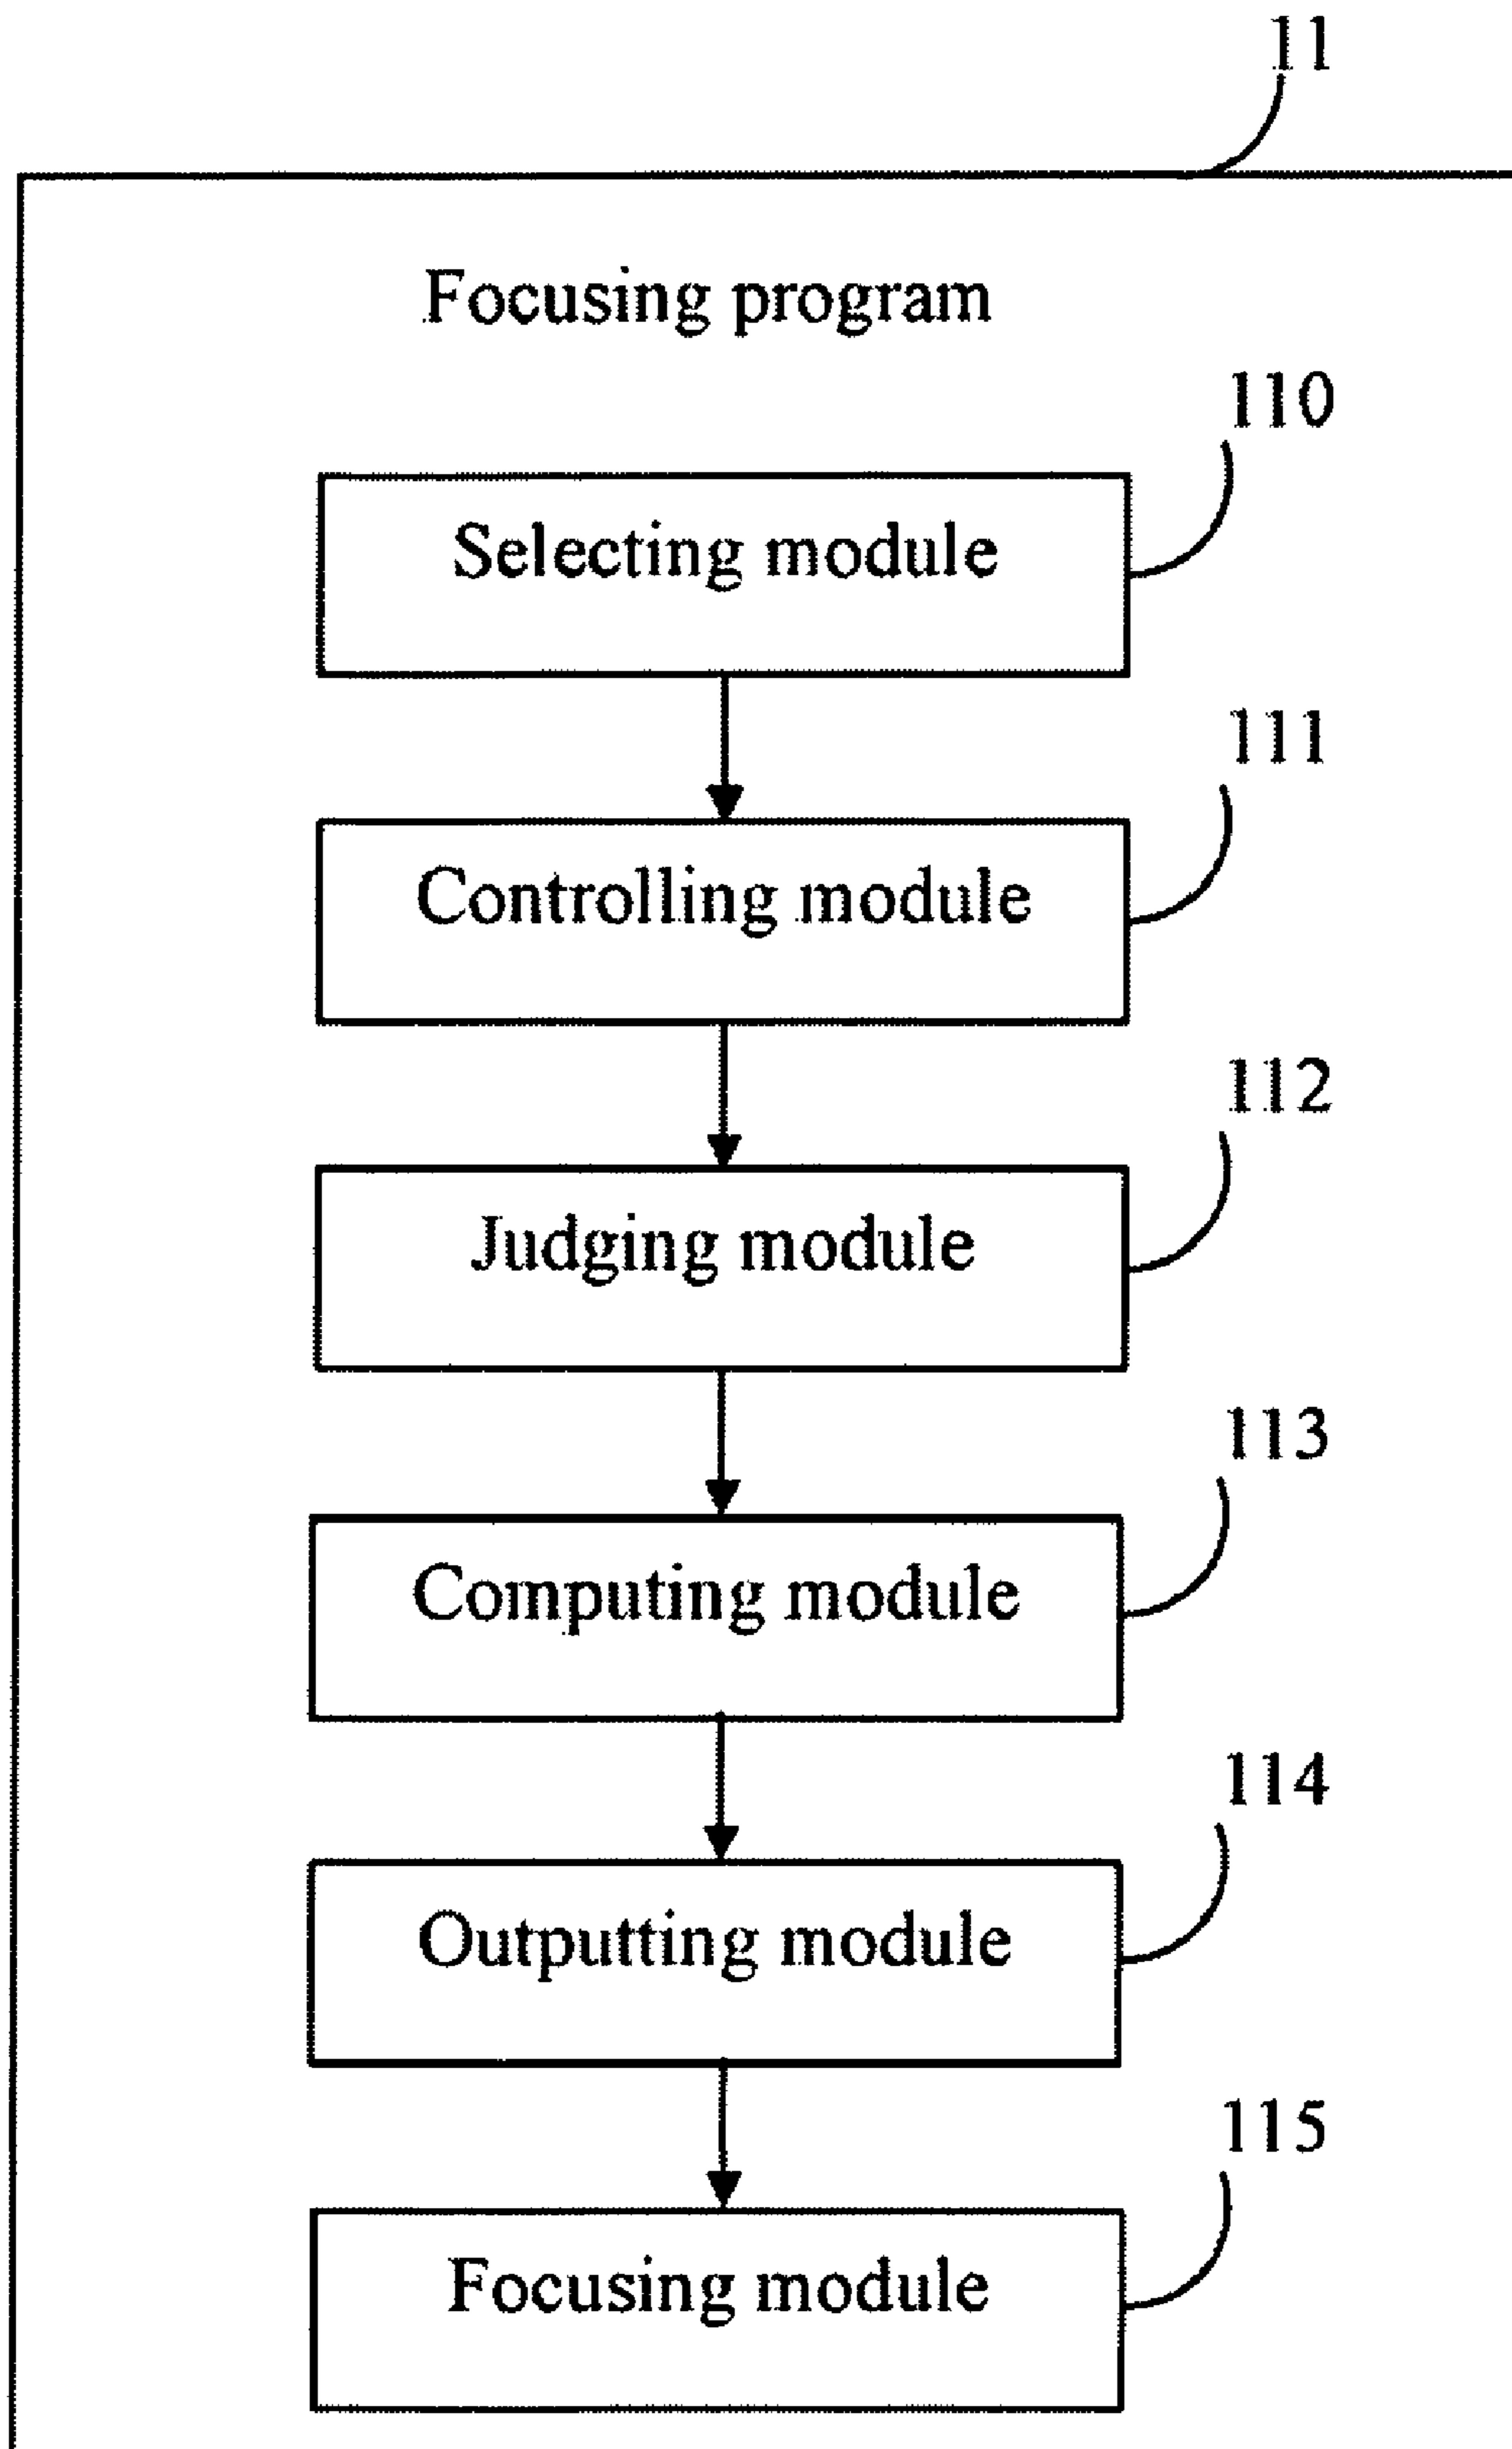 11
Focusing program
110
Selecting module
111
Controlling module
112
Judging module
113
Computing module
114
Outputting module
115
Focusing module